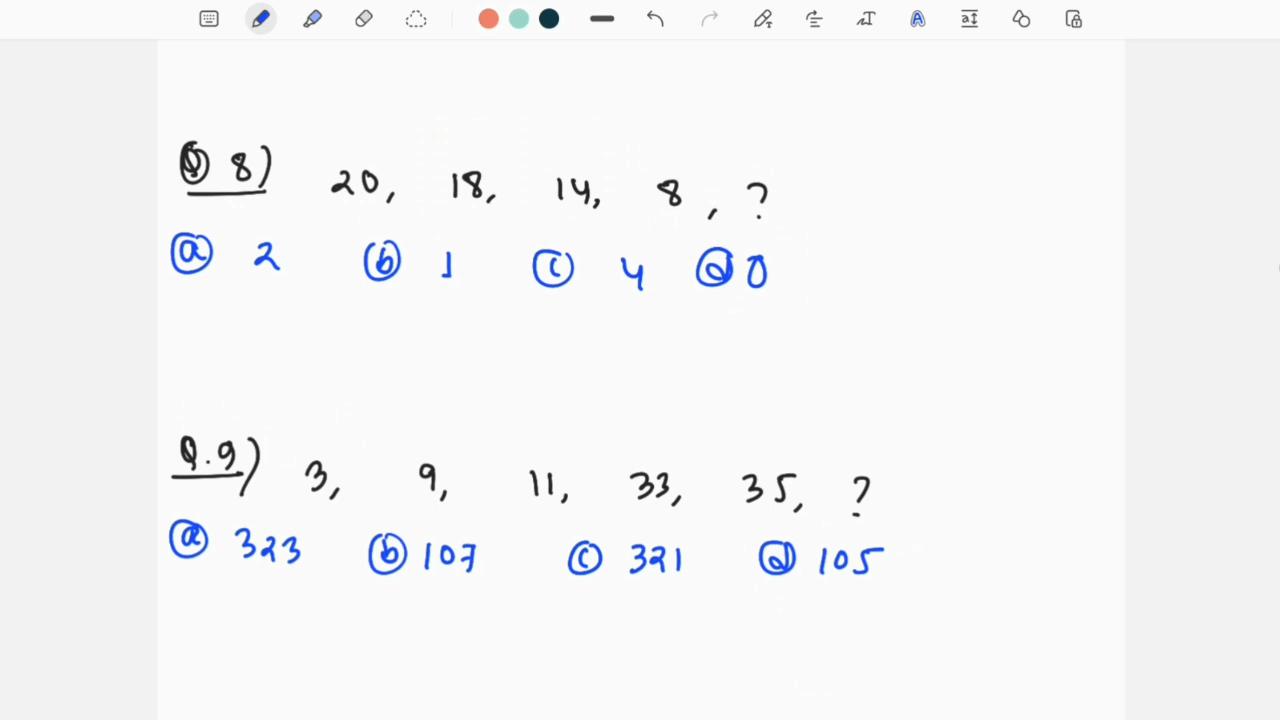 Q 8) 20, 18, 14, 8, ?
(a) 2 (b) 1 (c) 4 (d) 0
Q.9) 3, 9, 11, 33, 35, ?
(a) 323 (b) 107 (c) 321 (d) 105